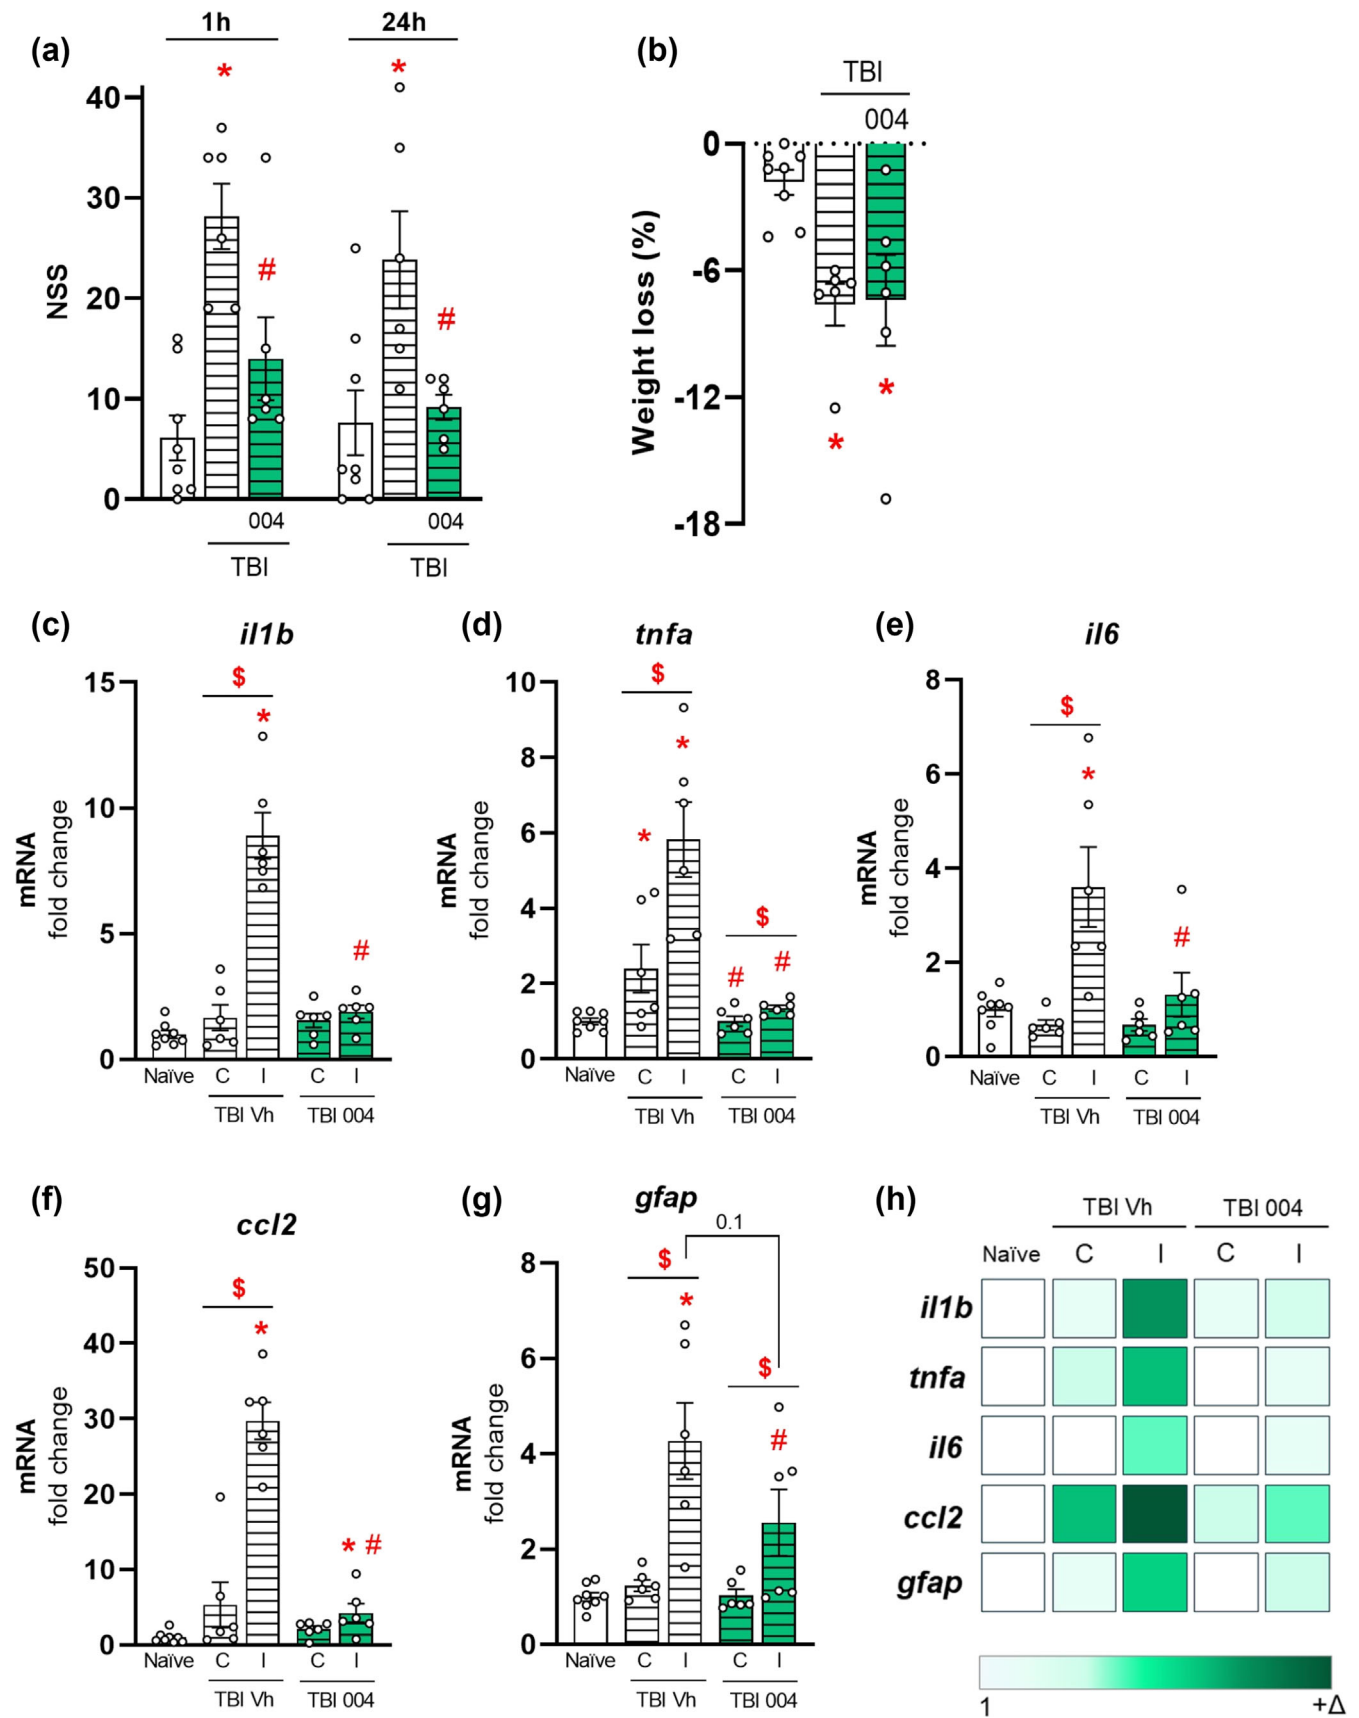 (a)
1h
24h
*
*
#
#
NSS
40
30
20
10
0
004
004
TBI
TBI
(b)
TBI
004
Weight loss (%)
0
-6
-12
-18
*
*
(c)
il1b
mRNA
fold change
15
10
5
0
$
*
#
Naïve
C
I
C
I
TBI Vh
TBI 004
(d)
tnfa
mRNA
fold change
10
8
6
4
2
0
$
*
*
$
#
#
Naïve
C
I
C
I
TBI Vh
TBI 004
(e)
il6
mRNA
fold change
8
6
4
2
0
$
*
#
Naïve
C
I
C
I
TBI Vh
TBI 004
(f)
ccl2
mRNA
fold change
50
40
30
20
10
0
$
*
* #
Naïve
C
I
C
I
TBI Vh
TBI 004
(g)
gfap
mRNA
fold change
8
6
4
2
0
0.1
$
*
$
#
Naïve
C
I
C
I
TBI Vh
TBI 004
(h)
TBI Vh
TBI 004
Naïve
C
I
C
I
il1b
tnfa
il6
ccl2
gfap
1
+Δ